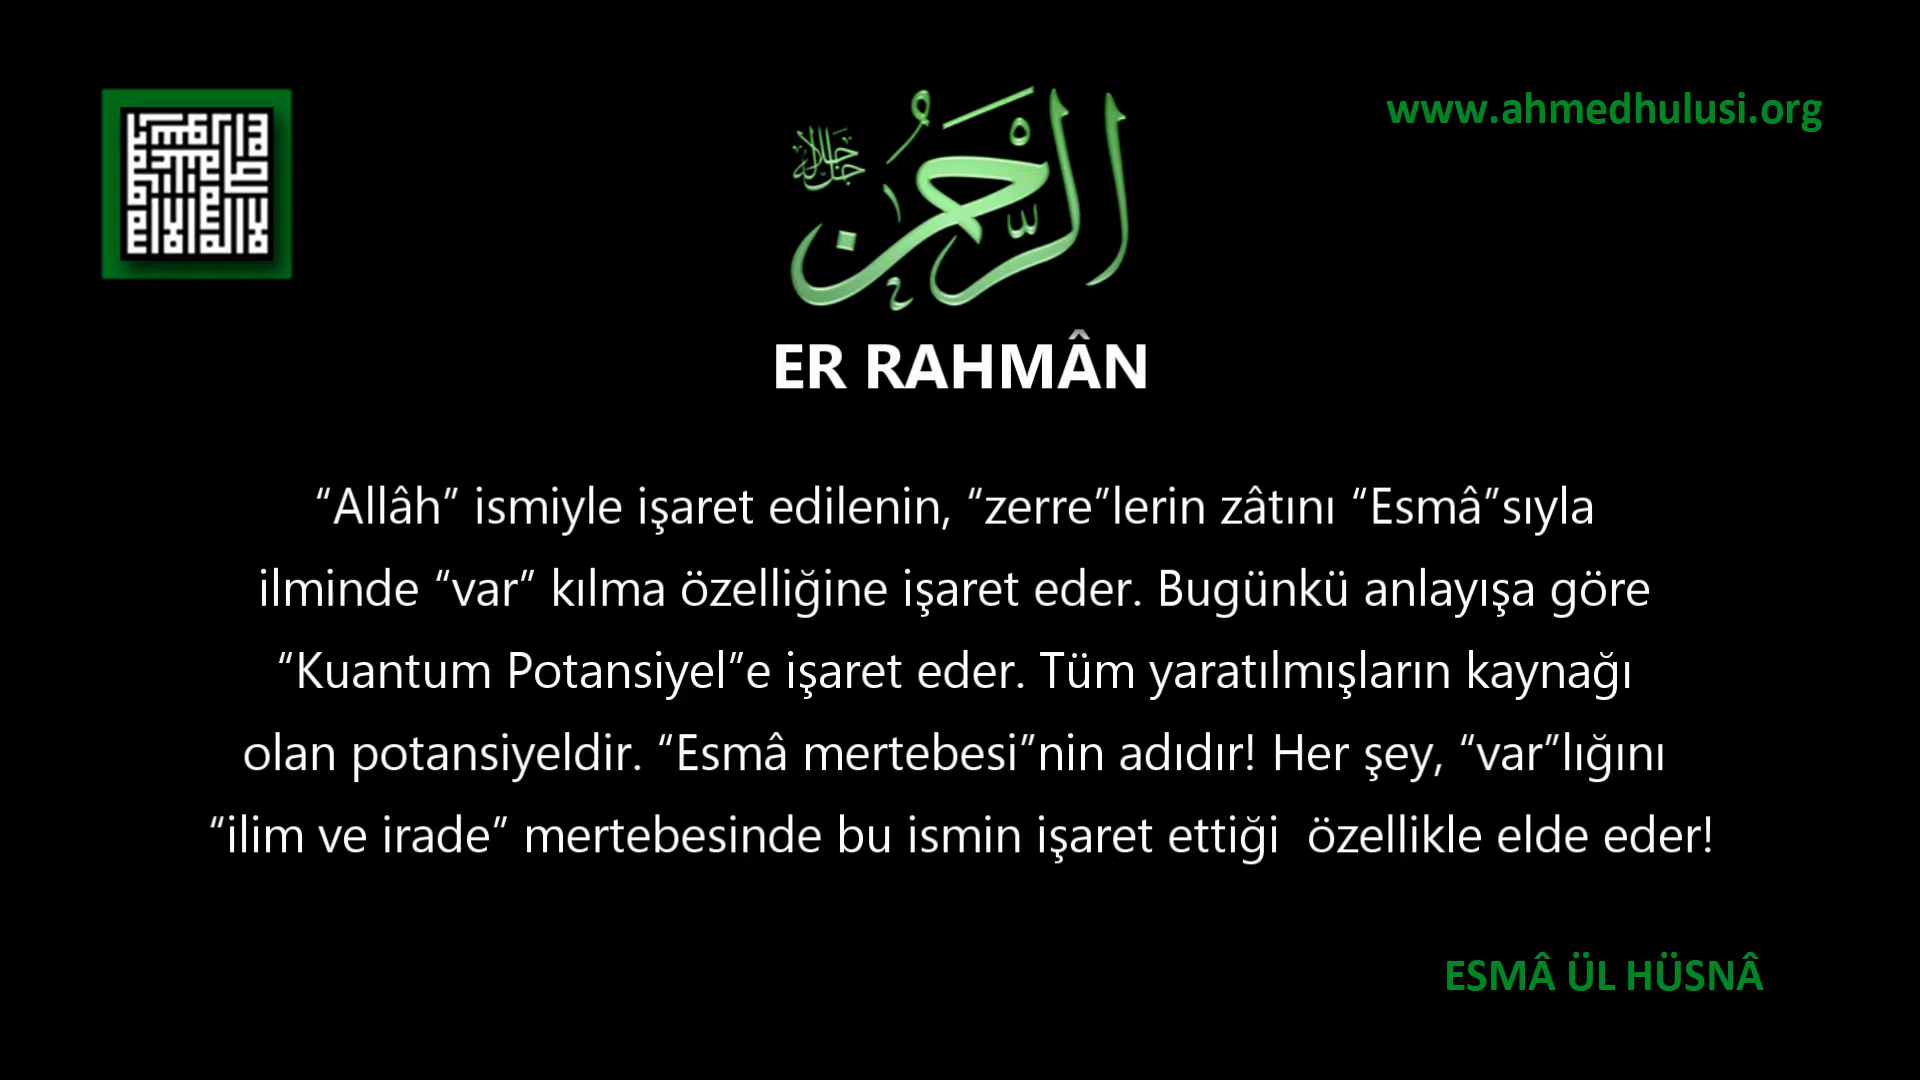 www.ahmedhulusi.org
الرَّحْمٰنُ
جل جلاله
ER RAHMÂN
“Allâh” ismiyle işaret edilenin, “zerre”lerin zâtını “Esmâ”sıyla
ilminde “var” kılma özelliğine işaret eder. Bugünkü anlayışa göre
“Kuantum Potansiyel”e işaret eder. Tüm yaratılmışların kaynağı
olan potansiyeldir. “Esmâ mertebesi”nin adıdır! Her şey, “var”lığını
“ilim ve irade” mertebesinde bu ismin işaret ettiği  özellikle elde eder!
ESMÂ ÜL HÜSNÂ